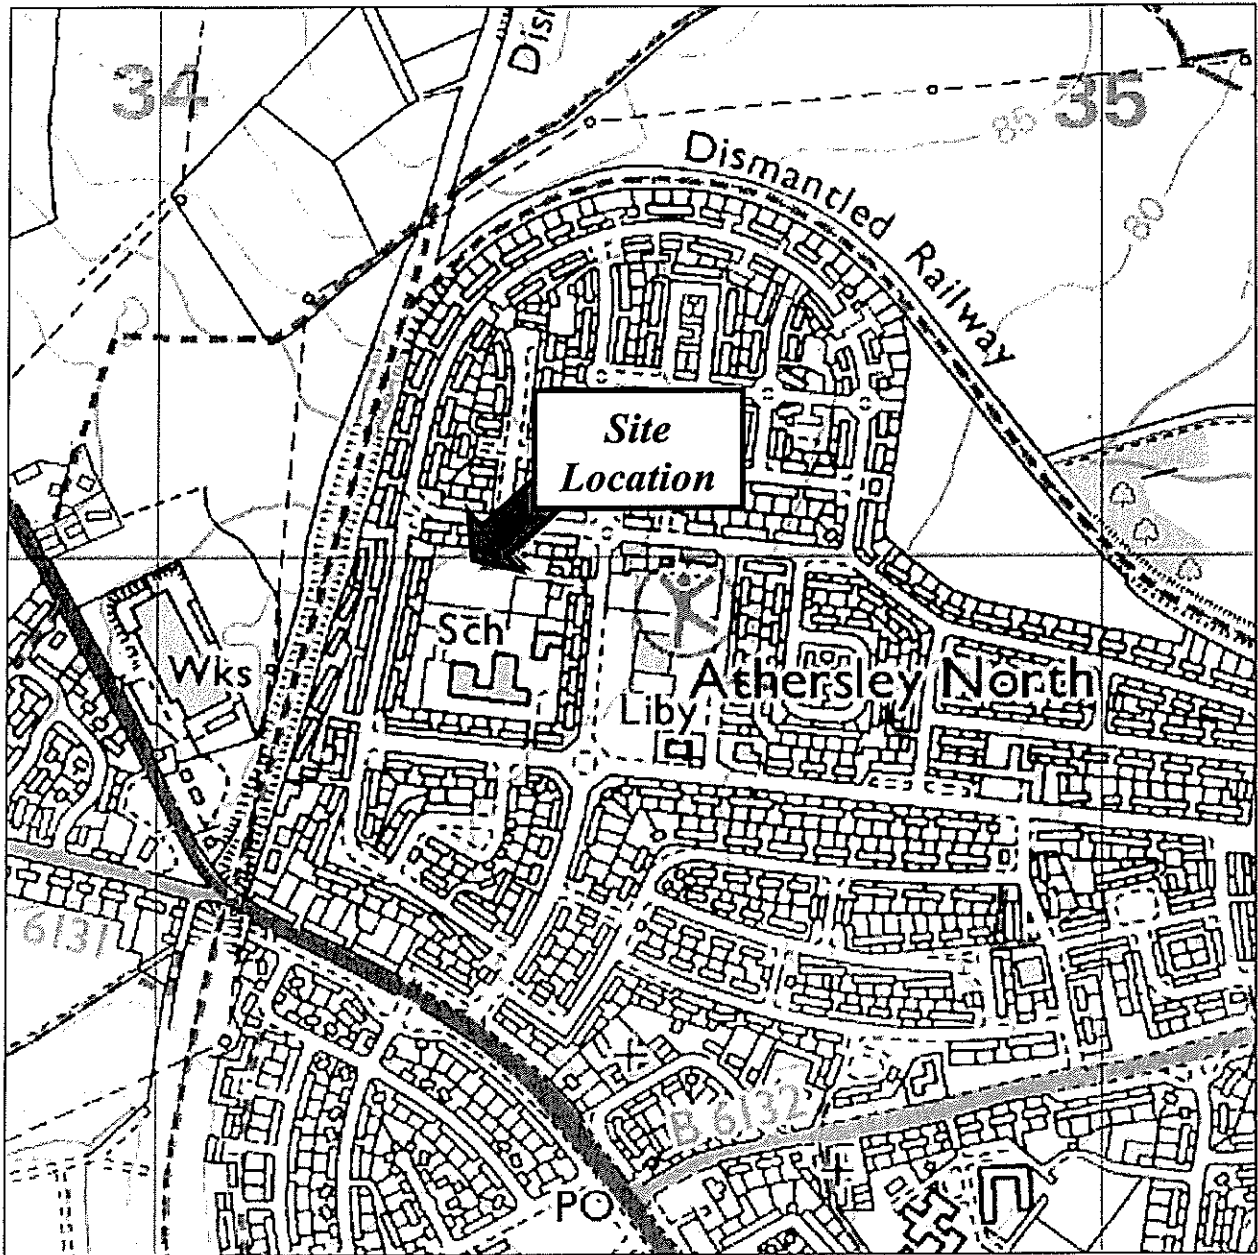 Dis
34
35
85
Dismantled Railway
80
Site
Location
Sch
Wks
Athersley North
Liby
6131
B 6132
PO